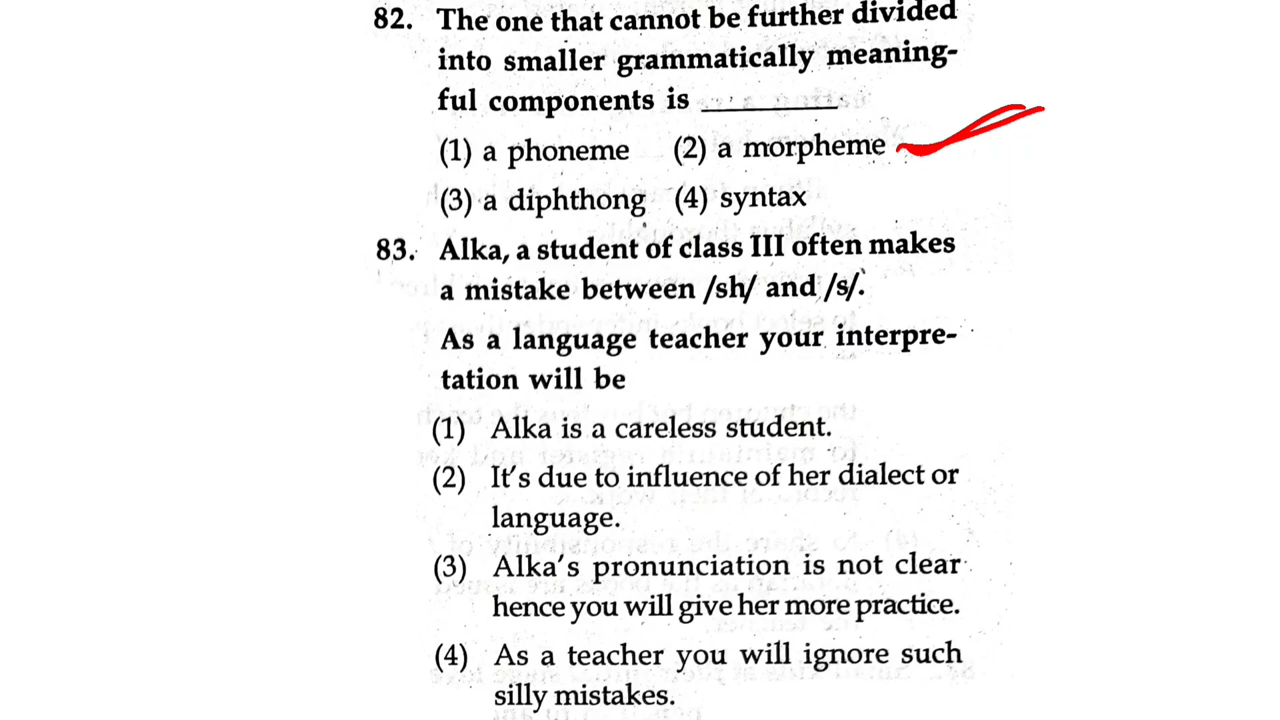 82. The one that cannot be further divided
into smaller grammatically meaning-
ful components is __________
(1) a phoneme (2) a morpheme
(3) a diphthong (4) syntax
83. Alka, a student of class III often makes
a mistake between /sh/ and /s/.
As a language teacher your interpre-
tation will be
(1) Alka is a careless student.
(2) It's due to influence of her dialect or
language.
(3) Alka's pronunciation is not clear
hence you will give her more practice.
(4) As a teacher you will ignore such
silly mistakes.